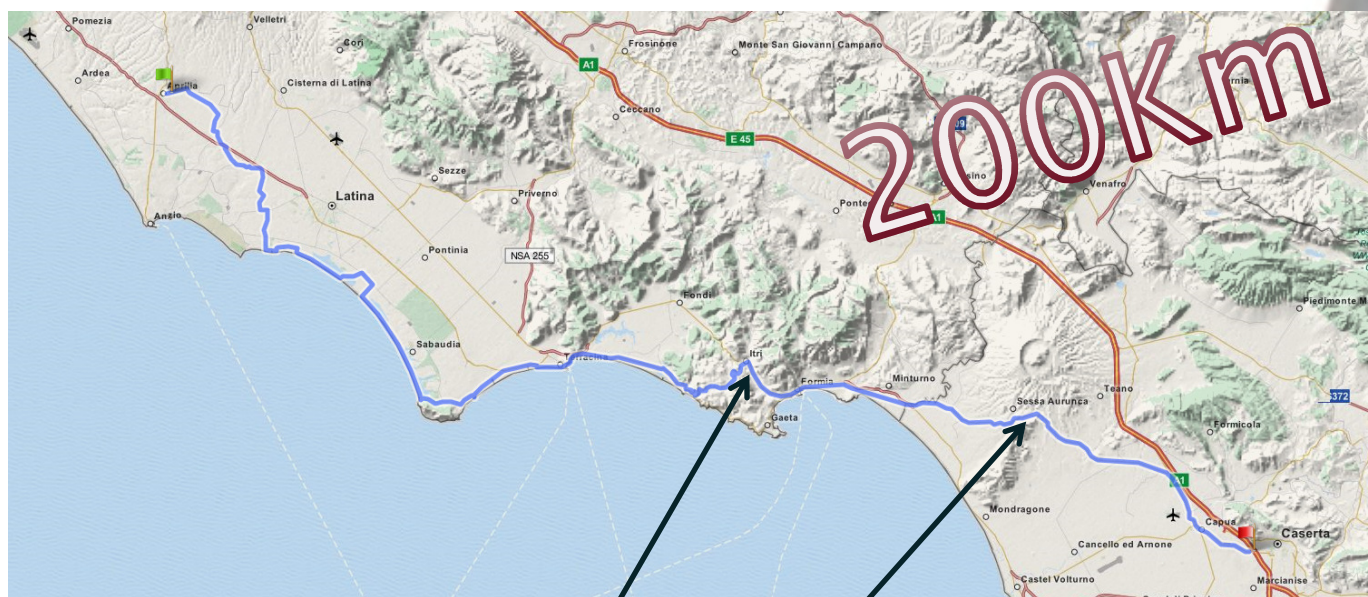 Pomezia
Velletri
Cori
Frosinone
Monte San Giovanni Campano
200Km
A1
Ardea
Aprilia
Cisterna di Latina
Ceccano
E 45
Sezze
Latina
Priverno
Venafro
A1
Anzio
Pontinia
NSA 255
Fondi
Piedimonte M
Sabaudia
Terracina
Itri
Formia
Minturno
Teano
Sessa Aurunca
S372
Gaeta
Formicola
A1
Mondragone
Capua
Caserta
Cancello ed Arnone
Castel Volturno
Marcianise